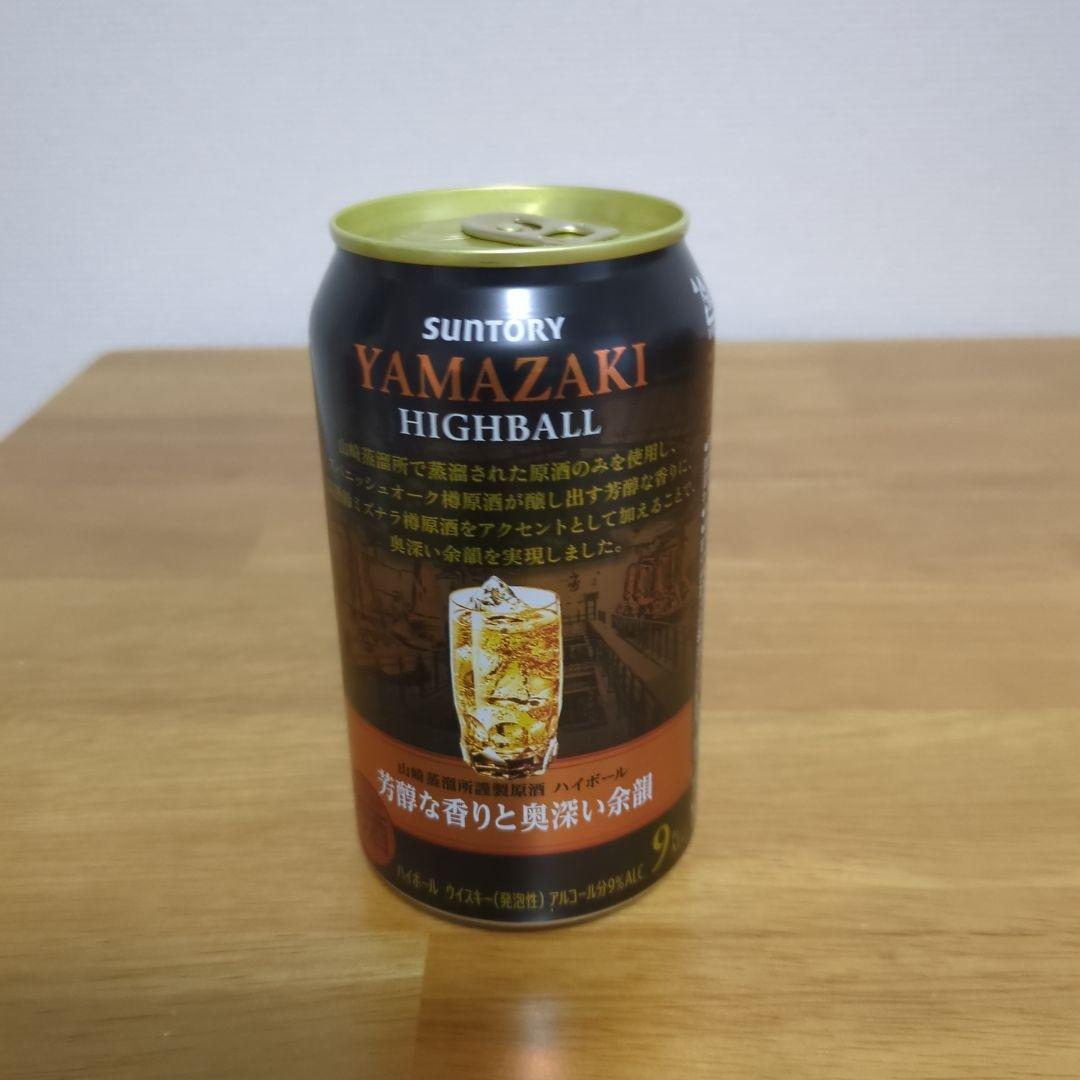 SUNTORY
YAMAZAKI
HIGHBALL
山崎蒸溜所で蒸溜された原酒のみを使用し、
スパニッシュオーク樽原酒が醸し出す芳醇な香りに、
ミズナラ樽原酒をアクセントとして加えることで、
奥深い余韻を実現しました。
山崎蒸溜所謹製原酒 ハイボール
芳醇な香りと奥深い余韻
酒
ハイボール ウイスキー(発泡性) アルコール分9%ALC. 9%